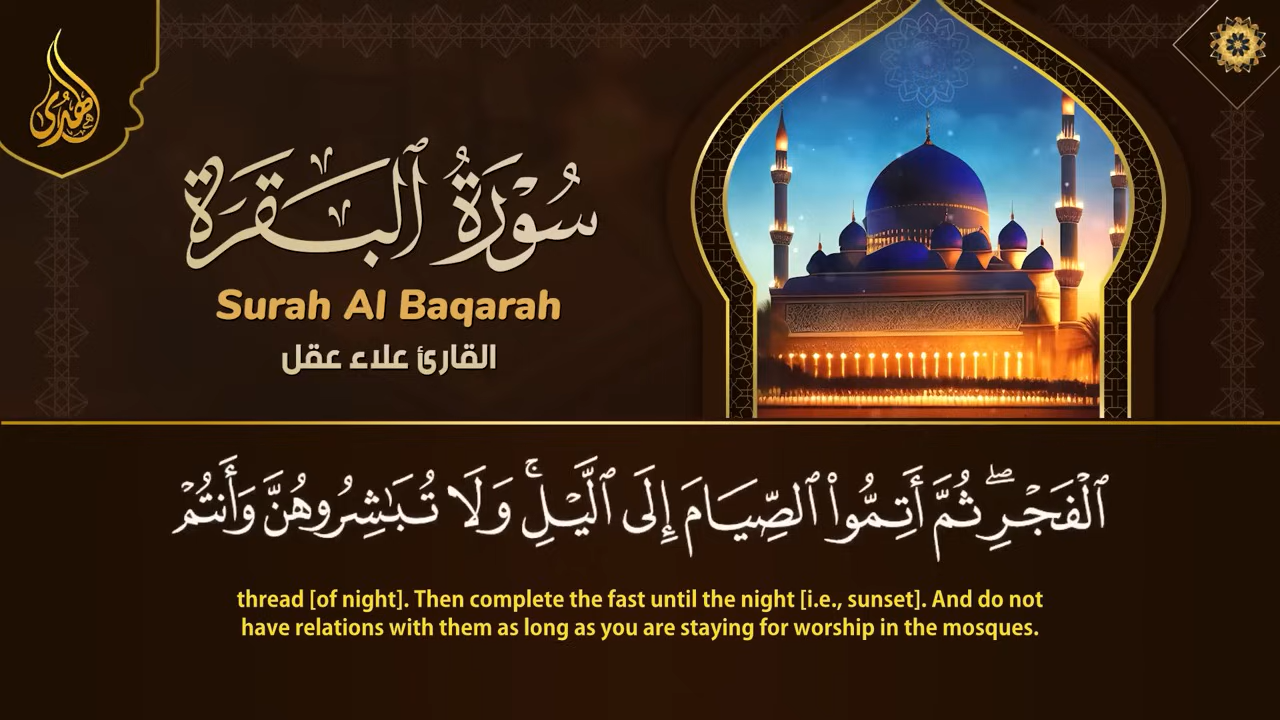 الهدى
سُورَةُ ٱلْبَقَرَة
Surah Al Baqarah
القارئ علاء عقل
ٱلْفَجْرِۖ ثُمَّ أَتِمُّوا۟ ٱلصِّيَامَ إِلَى ٱلَّيْلِۚ وَلَا تُبَـٰشِرُوهُنَّ وَأَنتُمْ
thread [of night]. Then complete the fast until the night [i.e., sunset]. And do not
have relations with them as long as you are staying for worship in the mosques.